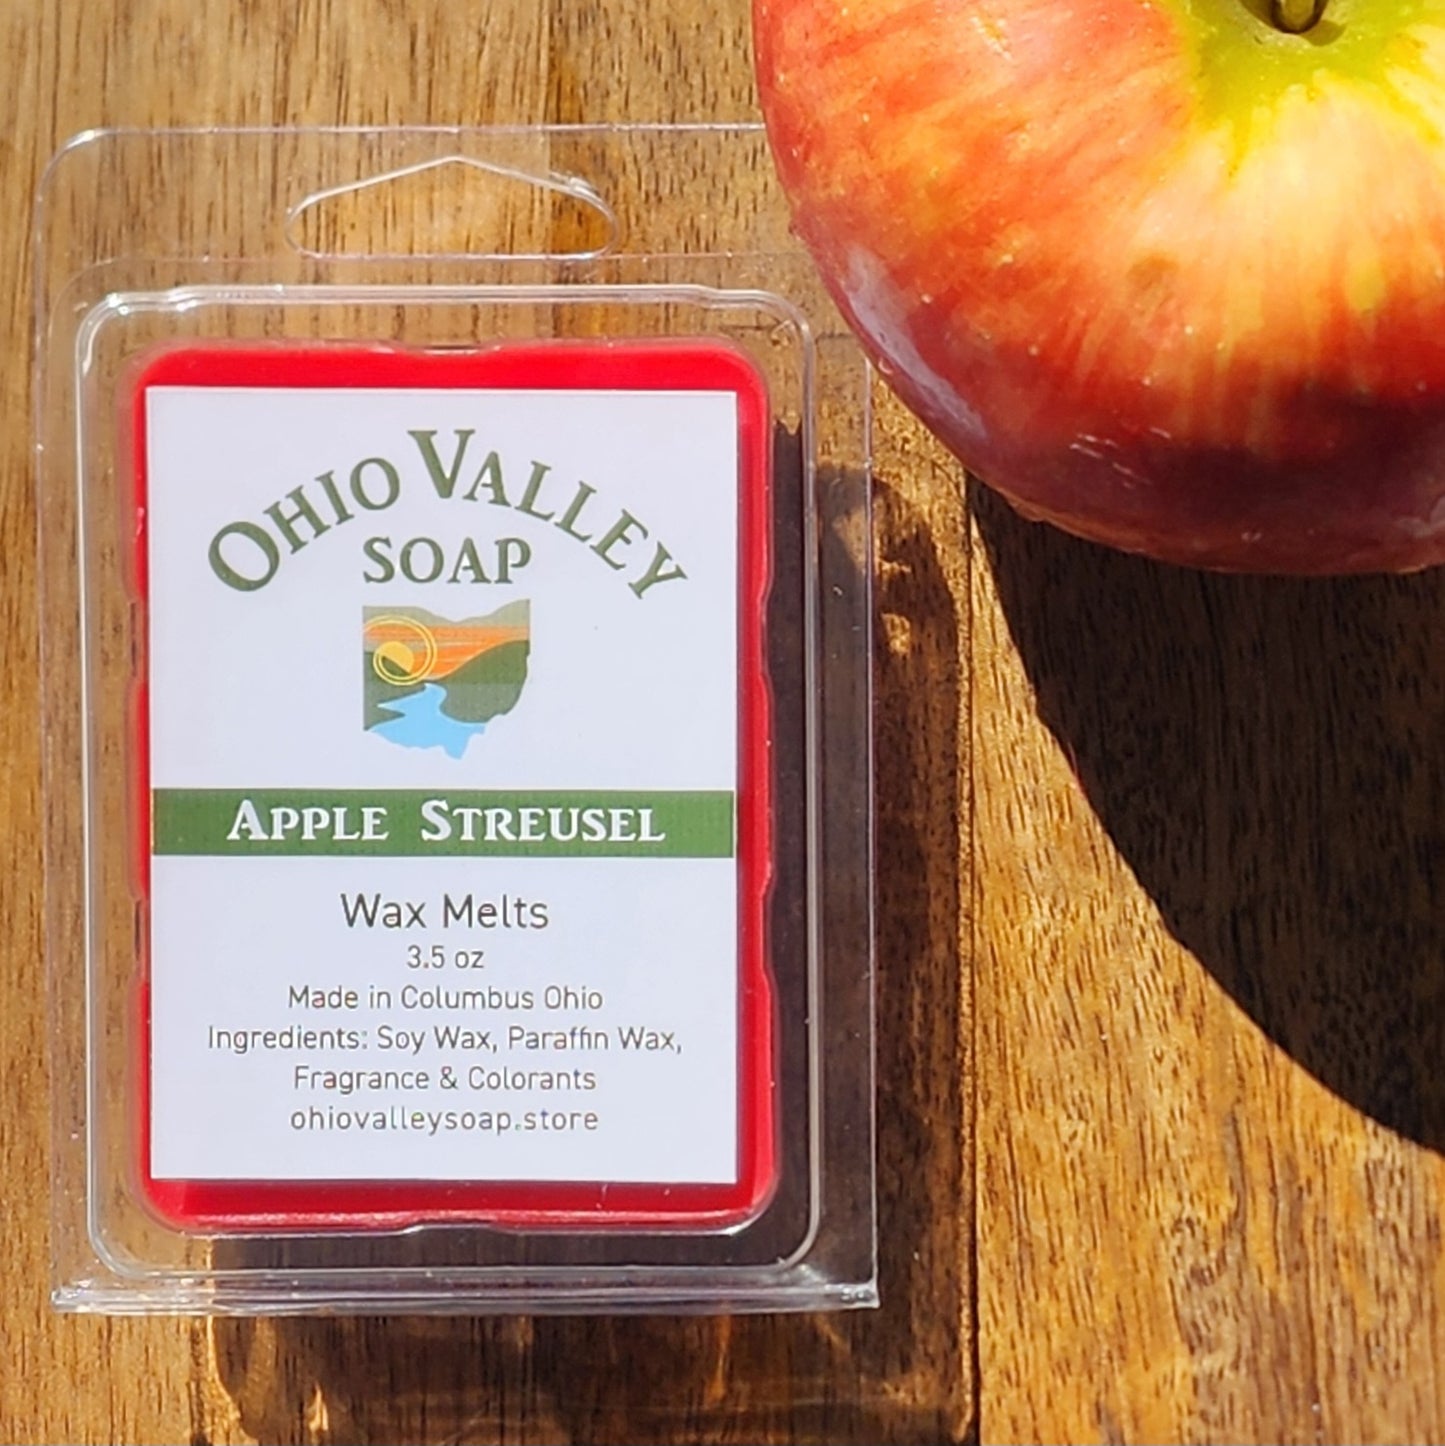 OHIO VALLEY
SOAP
APPLE STREUSEL
Wax Melts
3.5 oz
Made in Columbus Ohio
Ingredients: Soy Wax, Paraffin Wax,
Fragrance & Colorants
ohiovalleysoap.store